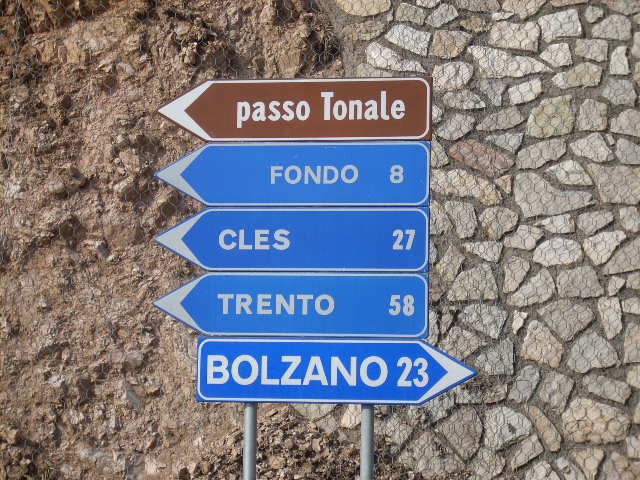 passo Tonale
FONDO 8
CLES 27
TRENTO 58
BOLZANO 23